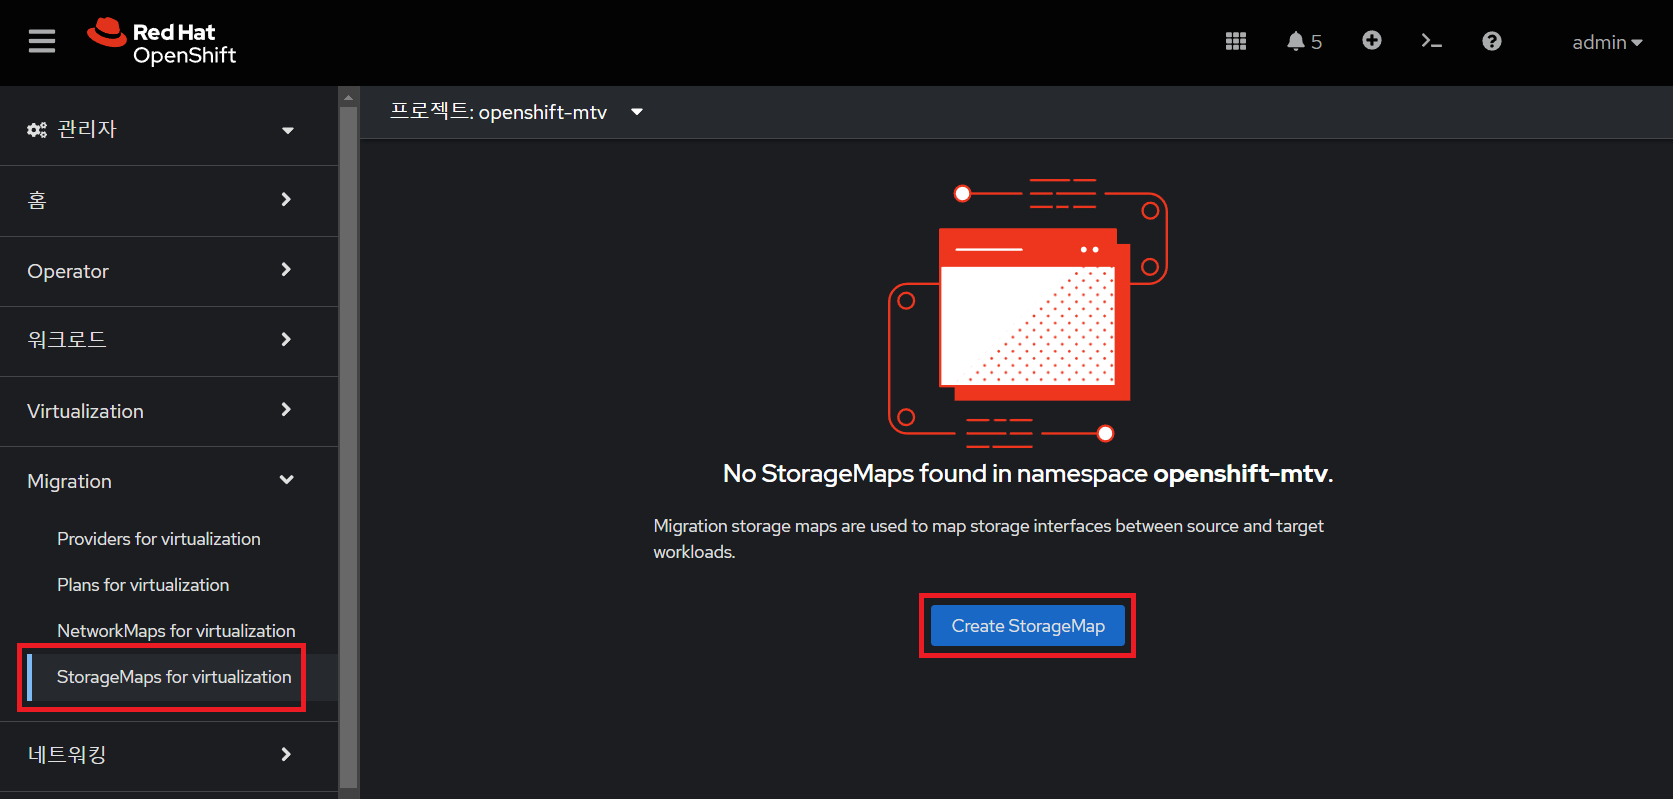 Red Hat
OpenShift
5
admin
관리자
홈
Operator
워크로드
Virtualization
Migration
Providers for virtualization
Plans for virtualization
NetworkMaps for virtualization
StorageMaps for virtualization
네트워킹
프로젝트: openshift-mtv
No StorageMaps found in namespace openshift-mtv.
Migration storage maps are used to map storage interfaces between source and target
workloads.
Create StorageMap